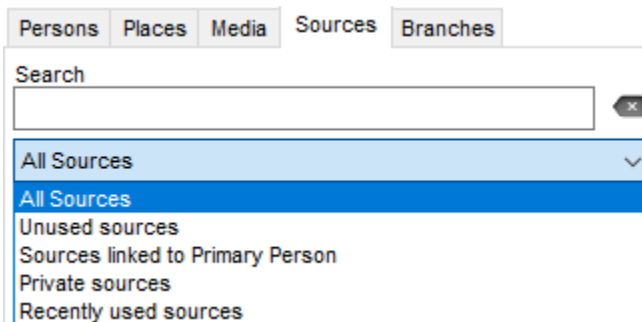 Persons Places Media Sources Branches
Search
All Sources
All Sources
Unused sources
Sources linked to Primary Person
Private sources
Recently used sources